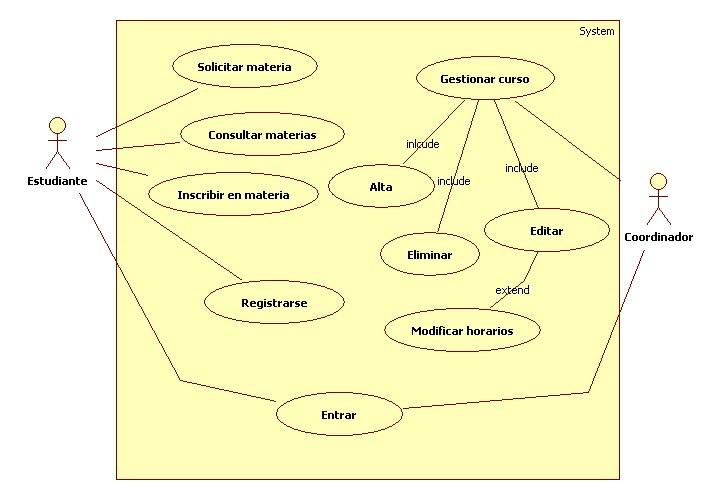 System
Solicitar materia
Gestionar curso
Consultar materias
inlcude
include
include
Estudiante
Alta
Inscribir en materia
Editar
Coordinador
Eliminar
extend
Registrarse
Modificar horarios
Entrar